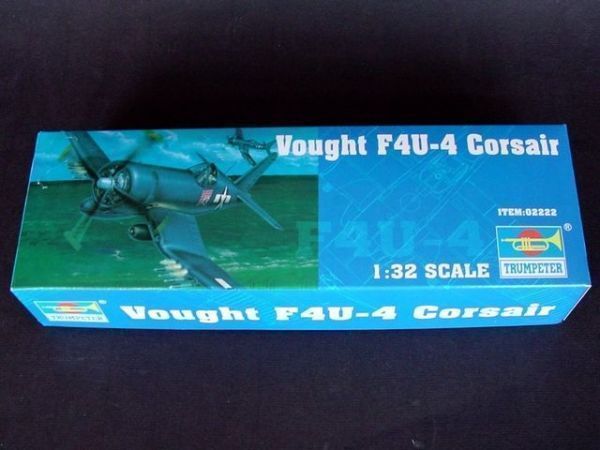 Vought F4U-4 Corsair
ITEM:02222
F4U-4
®
1:32 SCALE
TRUMPETER
TRUMPETER
Vought F4U-4 Corsair